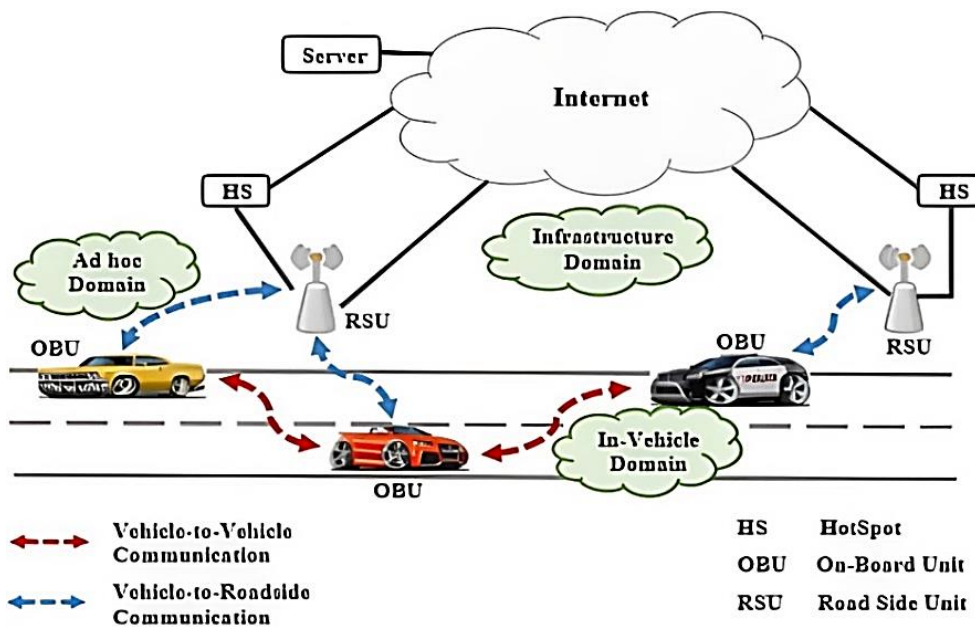 Server
Internet
HS
HS
Ad hoc
Domain
Infrastructure
Domain
RSU
OBU
OBU
RSU
In-Vehicle
Domain
OBU
Vehicle-to-Vehicle
Communication
Vehicle-to-Roadside
Communication
HS HotSpot
OBU On-Board Unit
RSU Road Side Unit